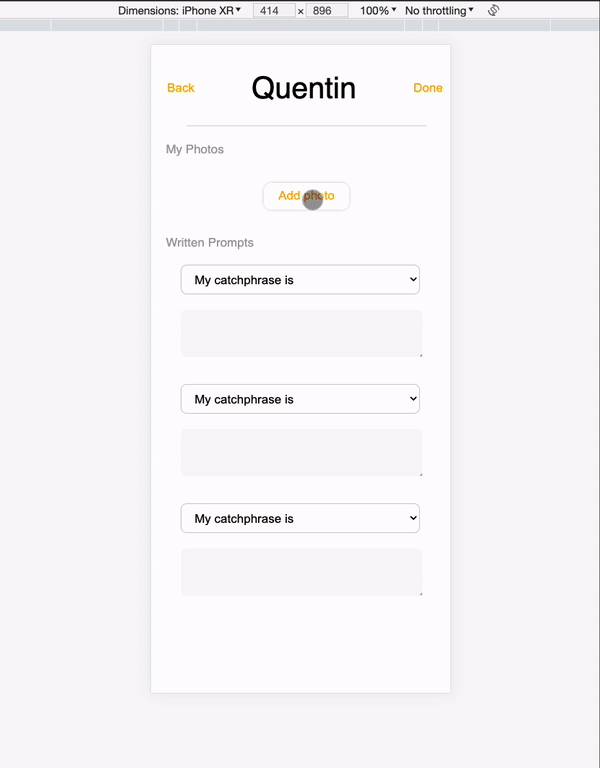 Dimensions: iPhone XR 414 × 896 100% No throttling
Back Quentin Done
My Photos
Add photo
Written Prompts
My catchphrase is
My catchphrase is
My catchphrase is